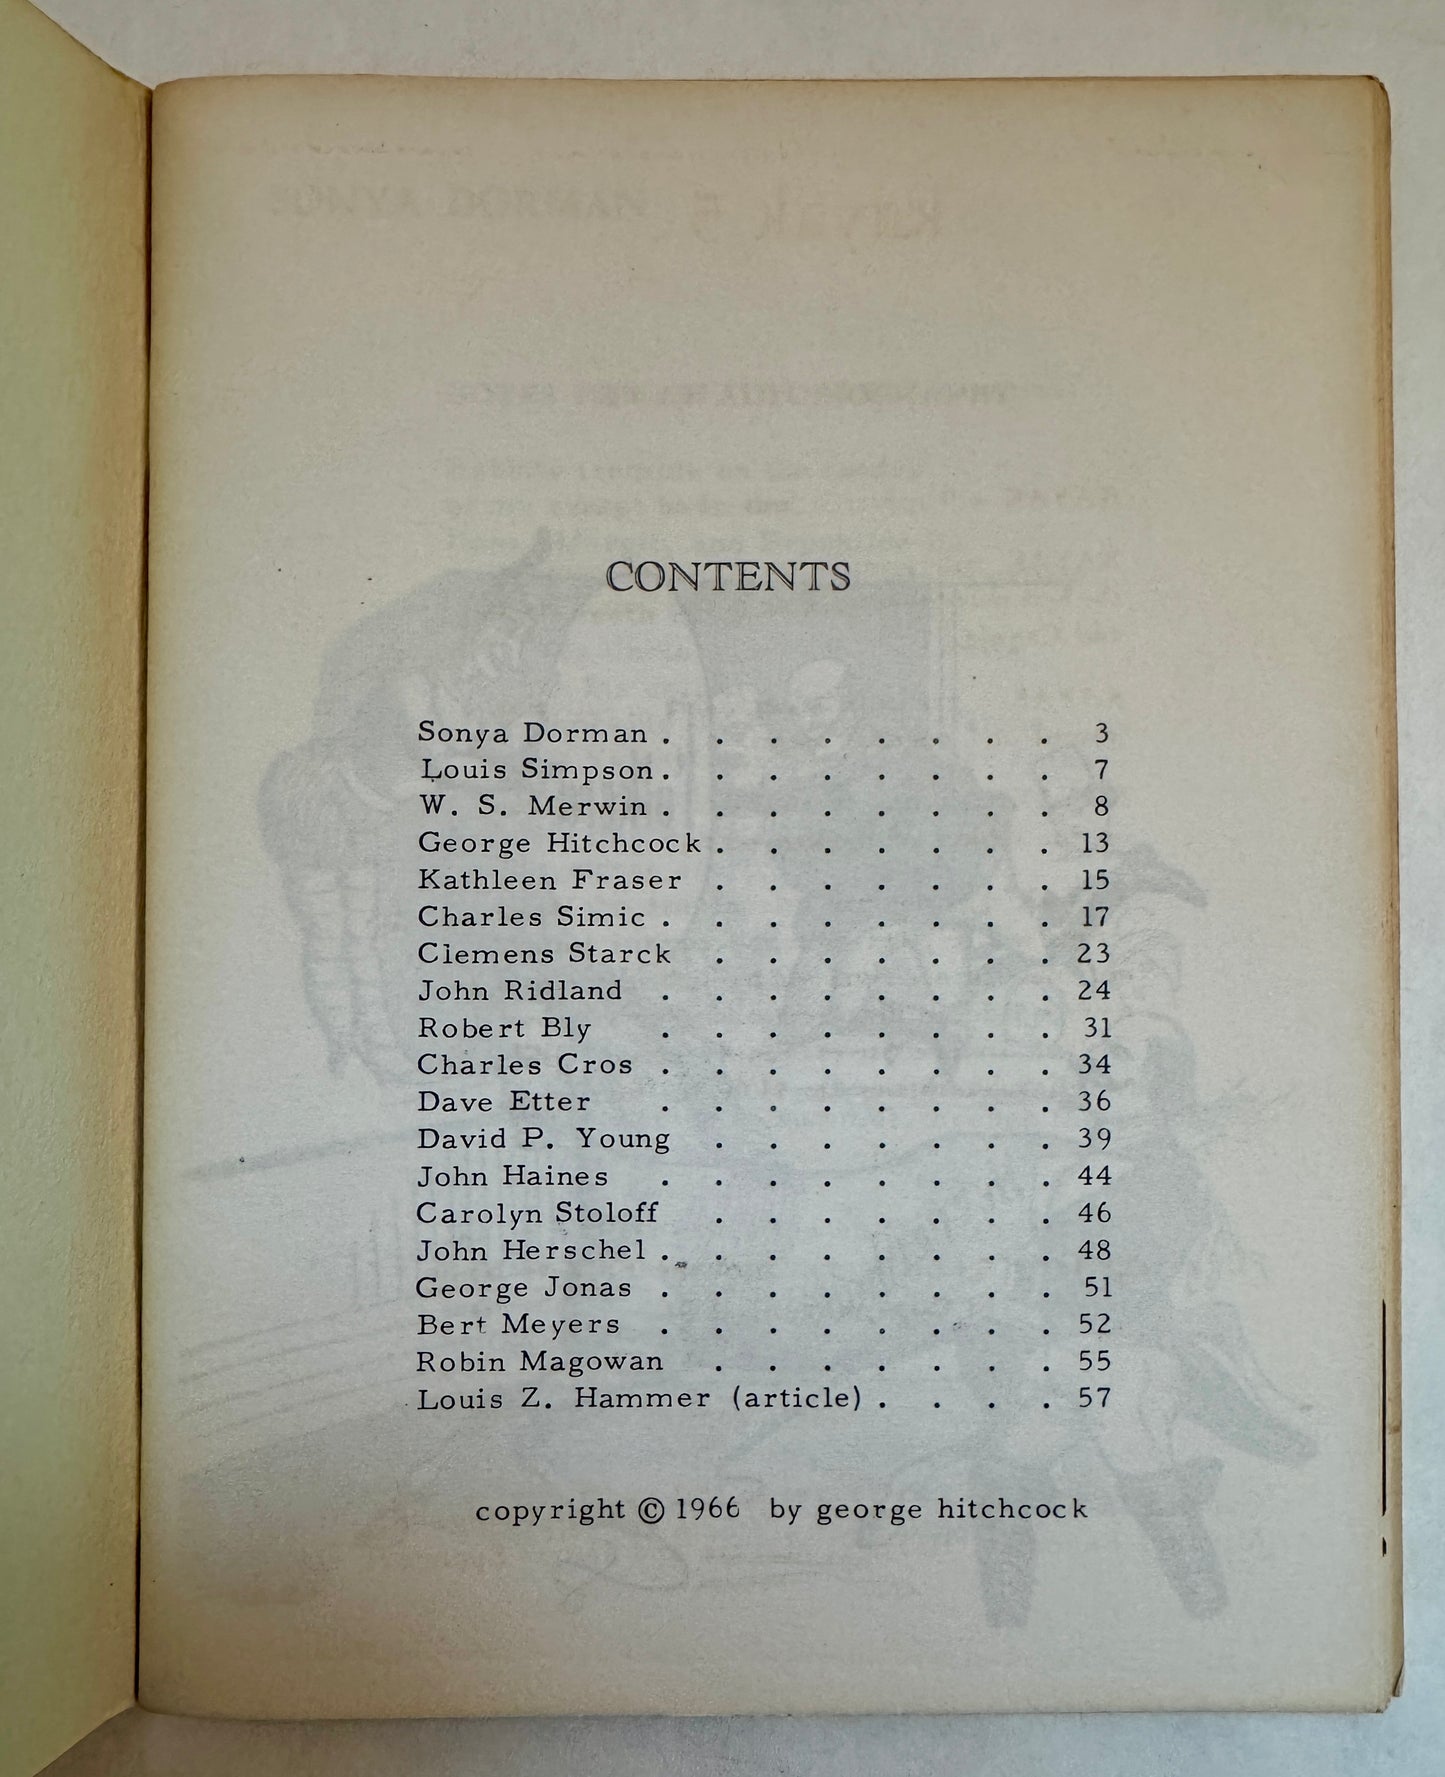 CONTENTS
Sonya Dorman . . . . . . . . 3
Louis Simpson . . . . . . . . 7
W. S. Merwin . . . . . . . . 8
George Hitchcock . . . . . . . 13
Kathleen Fraser . . . . . . . 15
Charles Simic . . . . . . . . 17
Clemens Starck . . . . . . . 23
John Ridland . . . . . . . . 24
Robert Bly . . . . . . . . 31
Charles Cros . . . . . . . . 34
Dave Etter . . . . . . . . 36
David P. Young . . . . . . . 39
John Haines . . . . . . . . 44
Carolyn Stoloff . . . . . . . 46
John Herschel . . . . . . . . 48
George Jonas . . . . . . . . 51
Bert Meyers . . . . . . . . 52
Robin Magowan . . . . . . . 55
Louis Z. Hammer (article) . . . . 57
copyright © 1966 by george hitchcock